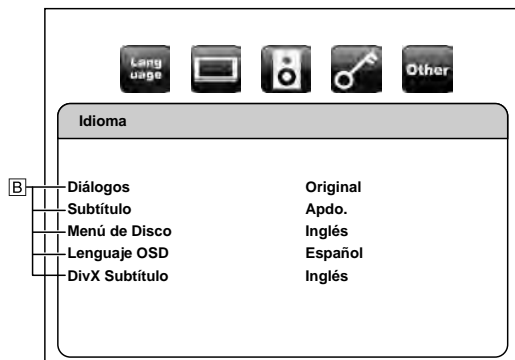 Lang
uage
Other
Idioma
B
Diálogos Original
Subtítulo Apdo.
Menú de Disco Inglés
Lenguaje OSD Español
DivX Subtítulo Inglés